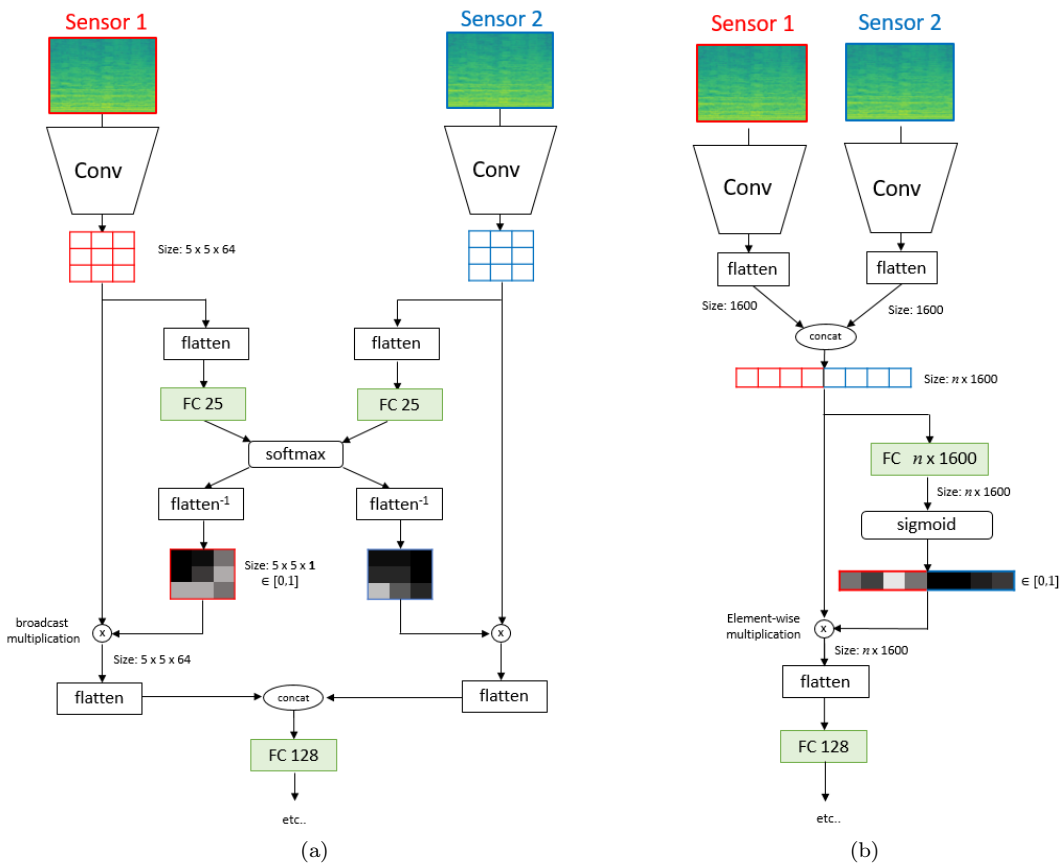 Sensor 1
Sensor 2
Conv
Conv
Size: 5 x 5 x 64
flatten
flatten
FC 25
FC 25
softmax
flatten⁻¹
flatten⁻¹
Size: 5 x 5 x 1
∈ [0,1]
broadcast
multiplication
x
x
Size: 5 x 5 x 64
flatten
concat
flatten
FC 128
etc..
(a)
Sensor 1
Sensor 2
Conv
Conv
flatten
flatten
Size: 1600
Size: 1600
concat
Size: n x 1600
FC n x 1600
Size: n x 1600
sigmoid
∈ [0,1]
Element-wise
multiplication
x
Size: n x 1600
flatten
FC 128
etc..
(b)